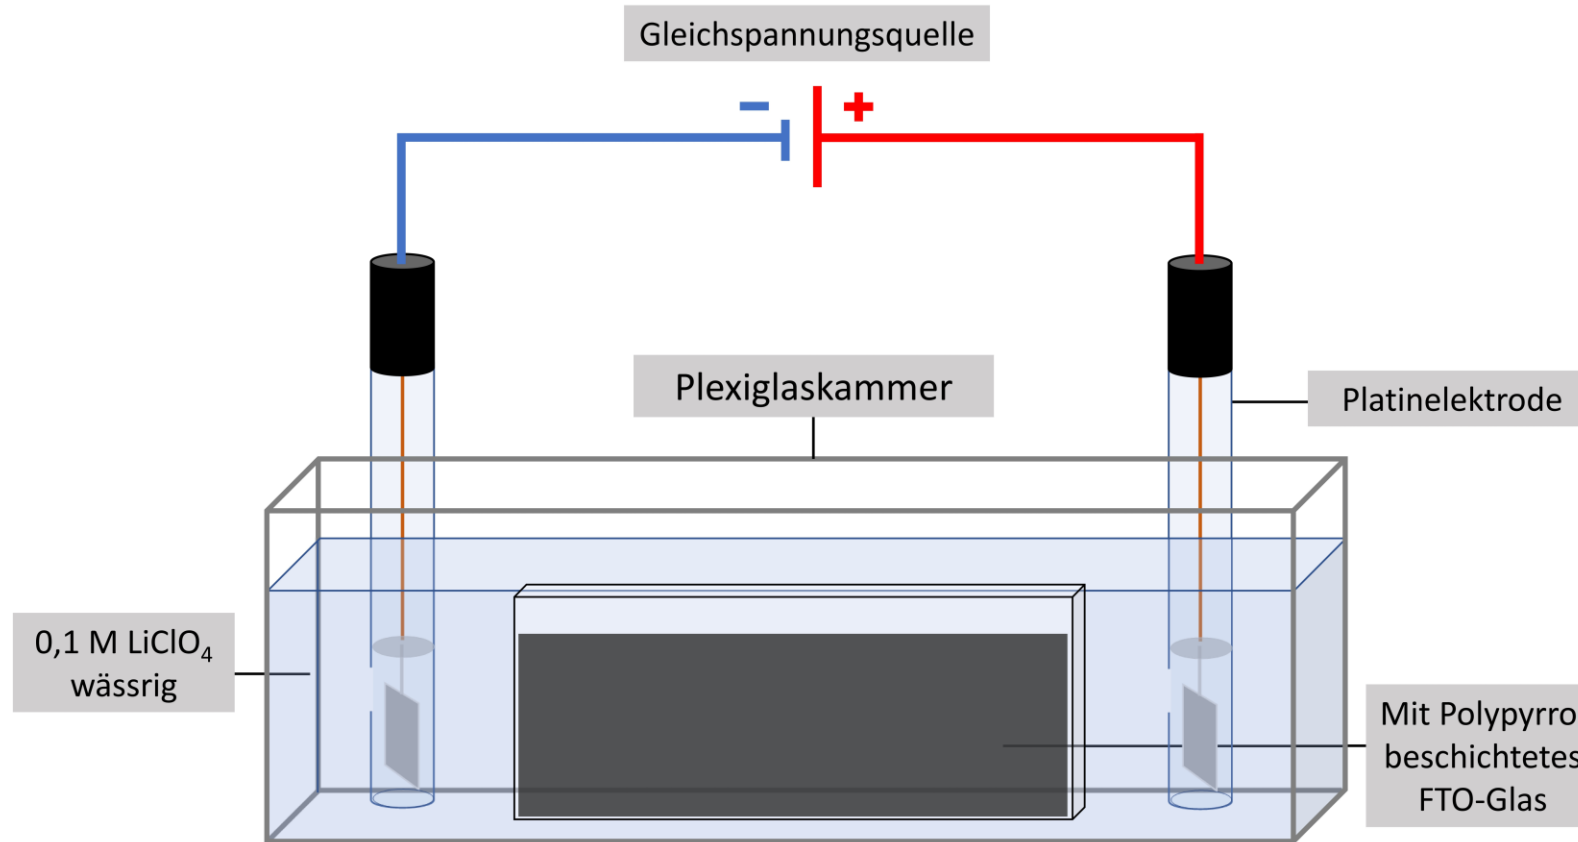 Gleichspannungsquelle
− +
Plexiglaskammer
Platinelektrode
0,1 M LiClO₄
wässrig
Mit Polypyrro
beschichtetes
FTO-Glas